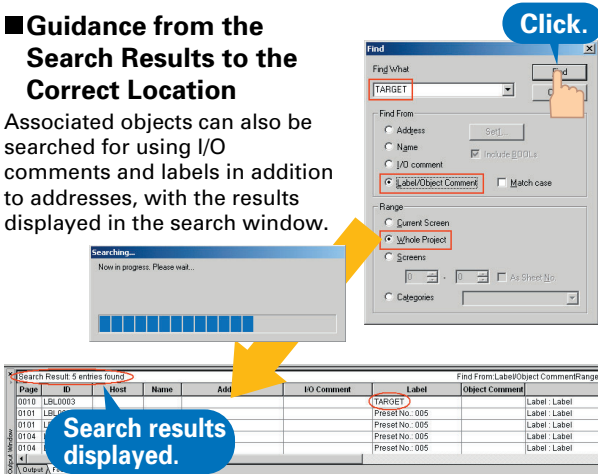 ■Guidance from the
Search Results to the
Correct Location
Associated objects can also be
searched for using I/O
comments and labels in addition
to addresses, with the results
displayed in the search window.
Click.
Find
Find What
TARGET
Find From
Address
Set1...
Name
Include BOOLs
I/O comment
Label/Object Comment
Match case
Range
Current Screen
Whole Project
Screens
0 - 0 As Sheet No.
Categories
Searching...
Now in progress. Please wait...
Search Result: 5 entries found
Find From:Label/Object CommentRange
Page ID Host Name Add I/O Comment Label Object Comment
0010 LBL0003 TARGET Label : Label
0101 Preset No.: 005 Label : Label
0101 Preset No.: 005 Label : Label
0104 Preset No.: 005 Label : Label
0104 Preset No.: 005 Label : Label
Search results
displayed.
Output Window
Output